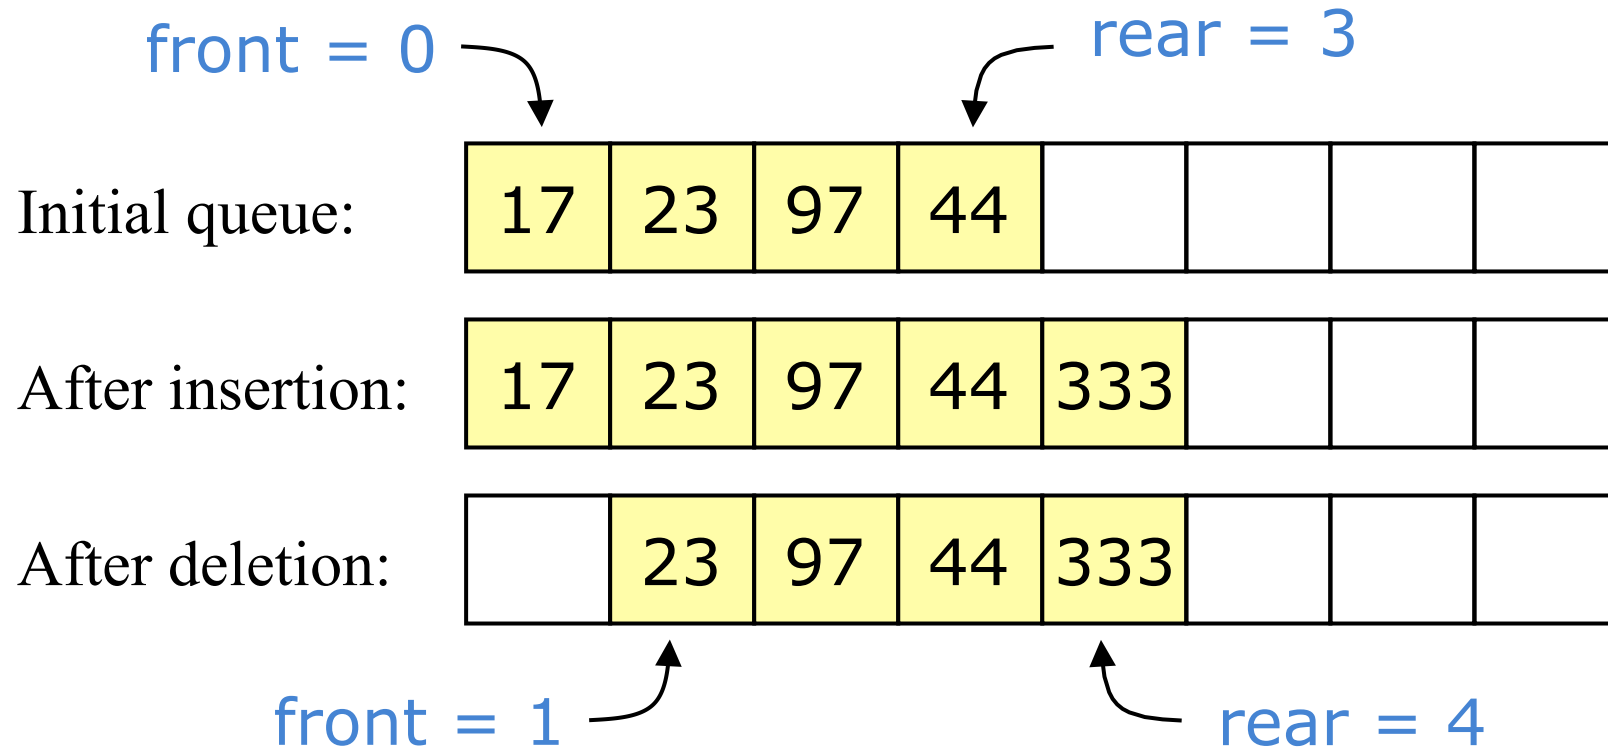 front = 0
rear = 3
Initial queue: 17 23 97 44
After insertion: 17 23 97 44 333
After deletion: 23 97 44 333
front = 1
rear = 4